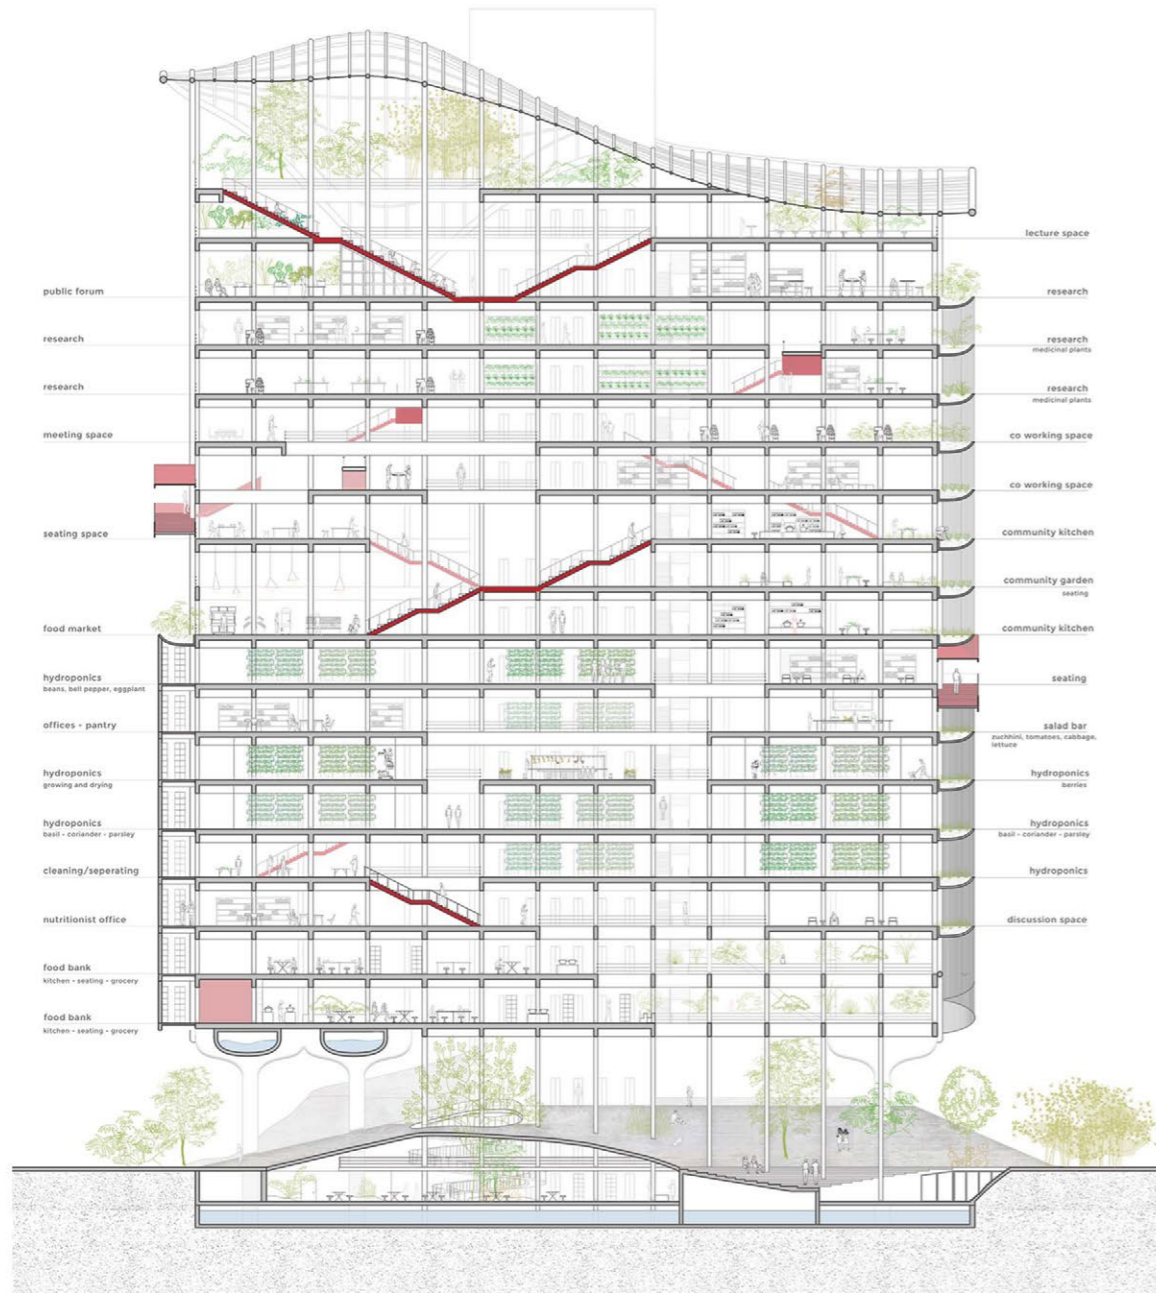 lecture space
public forum
research
research
research
medicinal plants
research
research
medicinal plants
meeting space
co working space
co working space
seating space
community kitchen
community garden
seating
food market
community kitchen
hydroponics
beans, bell pepper, eggplant
seating
offices - pantry
salad bar
zuchhini, tomatoes, cabbage,
lettuce
hydroponics
growing and drying
hydroponics
berries
hydroponics
basil - coriander - parsley
hydroponics
basil - coriander - parsley
cleaning/seperating
hydroponics
nutritionist office
discussion space
food bank
kitchen - seating - grocery
food bank
kitchen - seating - grocery